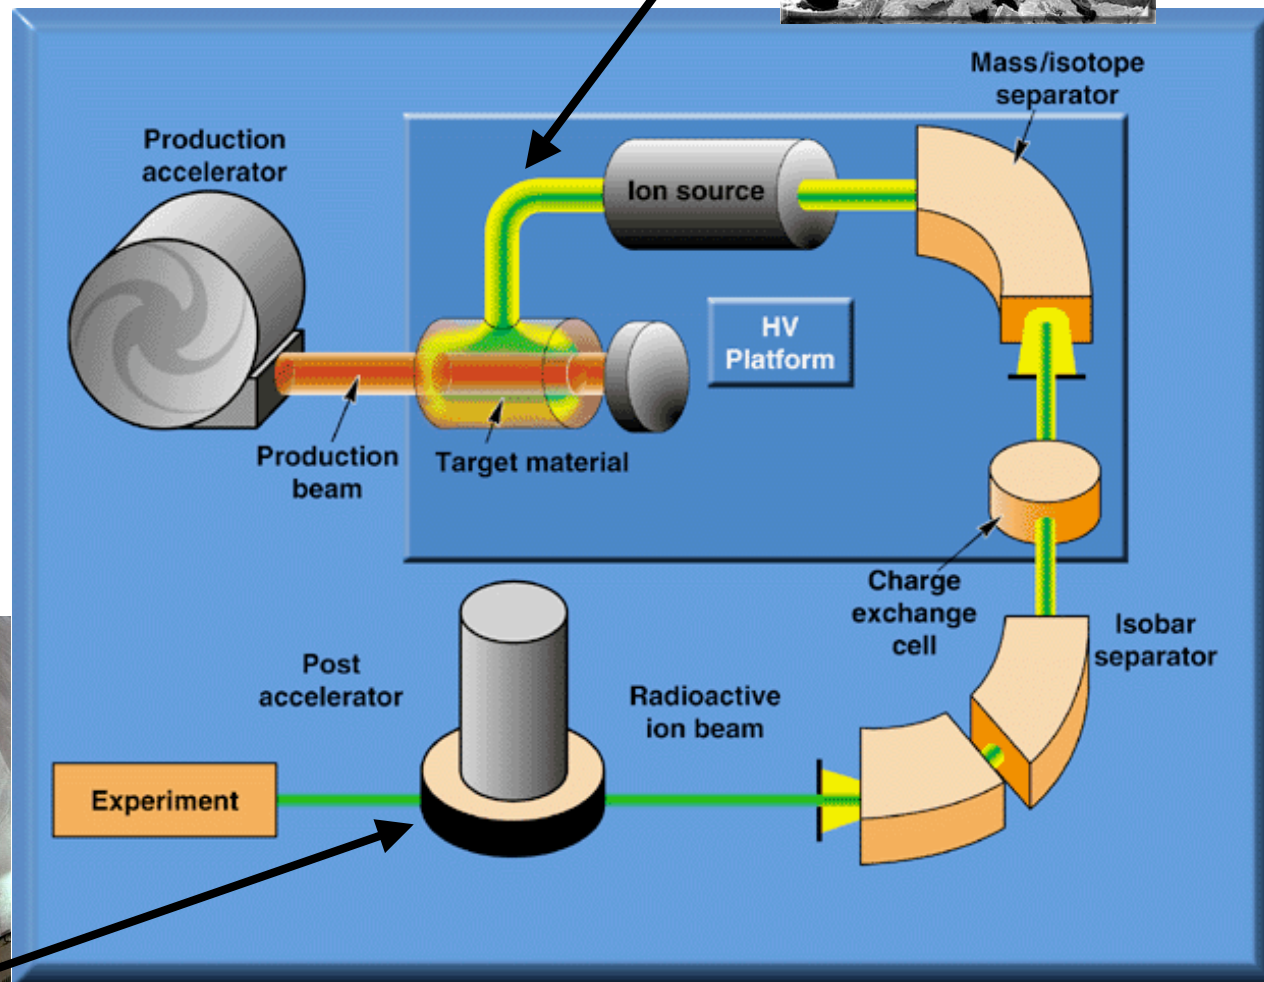 Mass/isotope
separator
Production
accelerator
Ion source
HV
Platform
Production
beam
Target material
Charge
exchange
cell
Isobar
separator
Post
accelerator
Radioactive
ion beam
Experiment